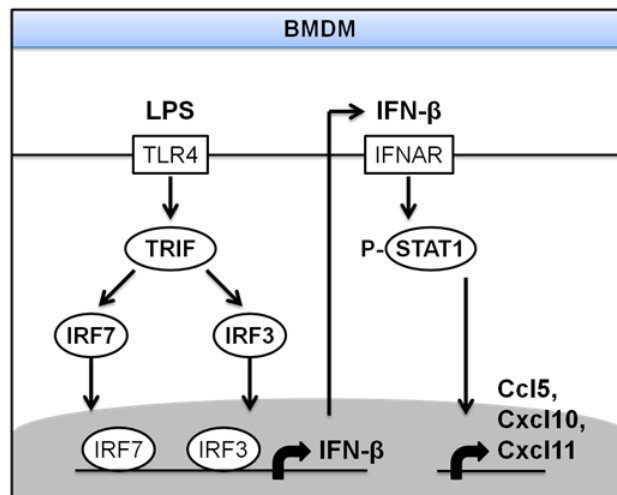 BMDM
LPS
IFN-β
TLR4
IFNAR
TRIF
P-STAT1
IRF7
IRF3
Ccl5,
Cxcl10,
Cxcl11
IRF7
IRF3
IFN-β